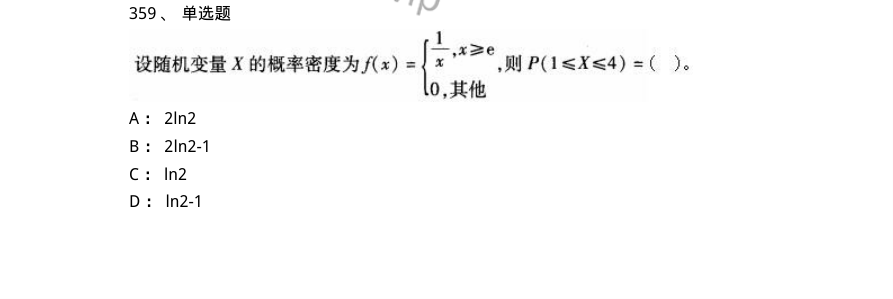 359 、 单选题
设随机变量 X 的概率密度为 f(x) = { 1/x , x⩾e ; 0,其他 ,则 P(1⩽X⩽4) = (    )。
A： 2ln2
B： 2ln2-1
C： ln2
D： ln2-1